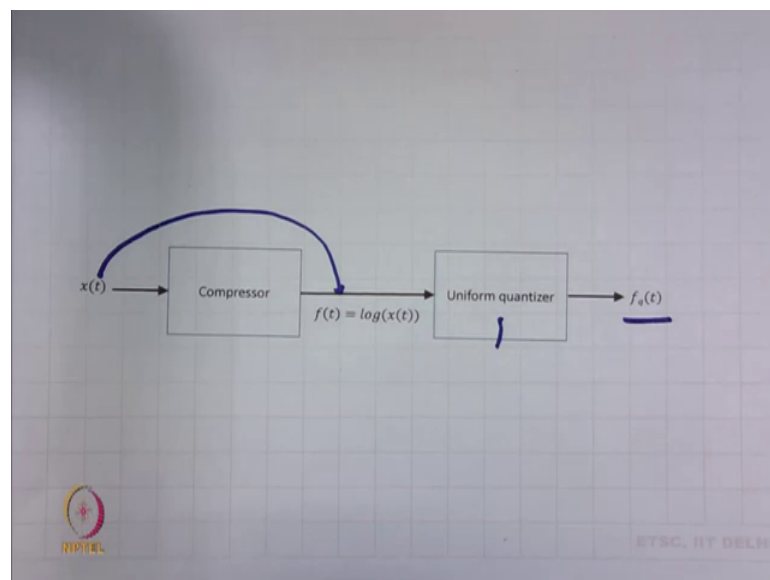 x(t)
Compressor
f(t) = log(x(t))
Uniform quantizer
f_q(t)
NPTEL
ETSC, IIT DELHI